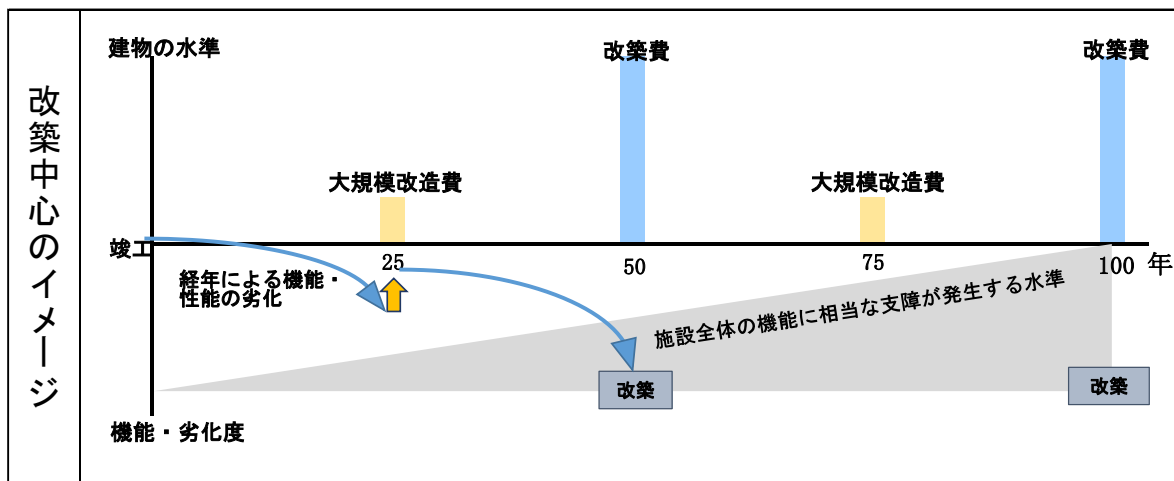 改築中心のイメージ
建物の水準
改築費
改築費
大規模改造費
大規模改造費
竣工
25
50
75
100 年
経年による機能・
性能の劣化
施設全体の機能に相当な支障が発生する水準
改築
改築
機能・劣化度